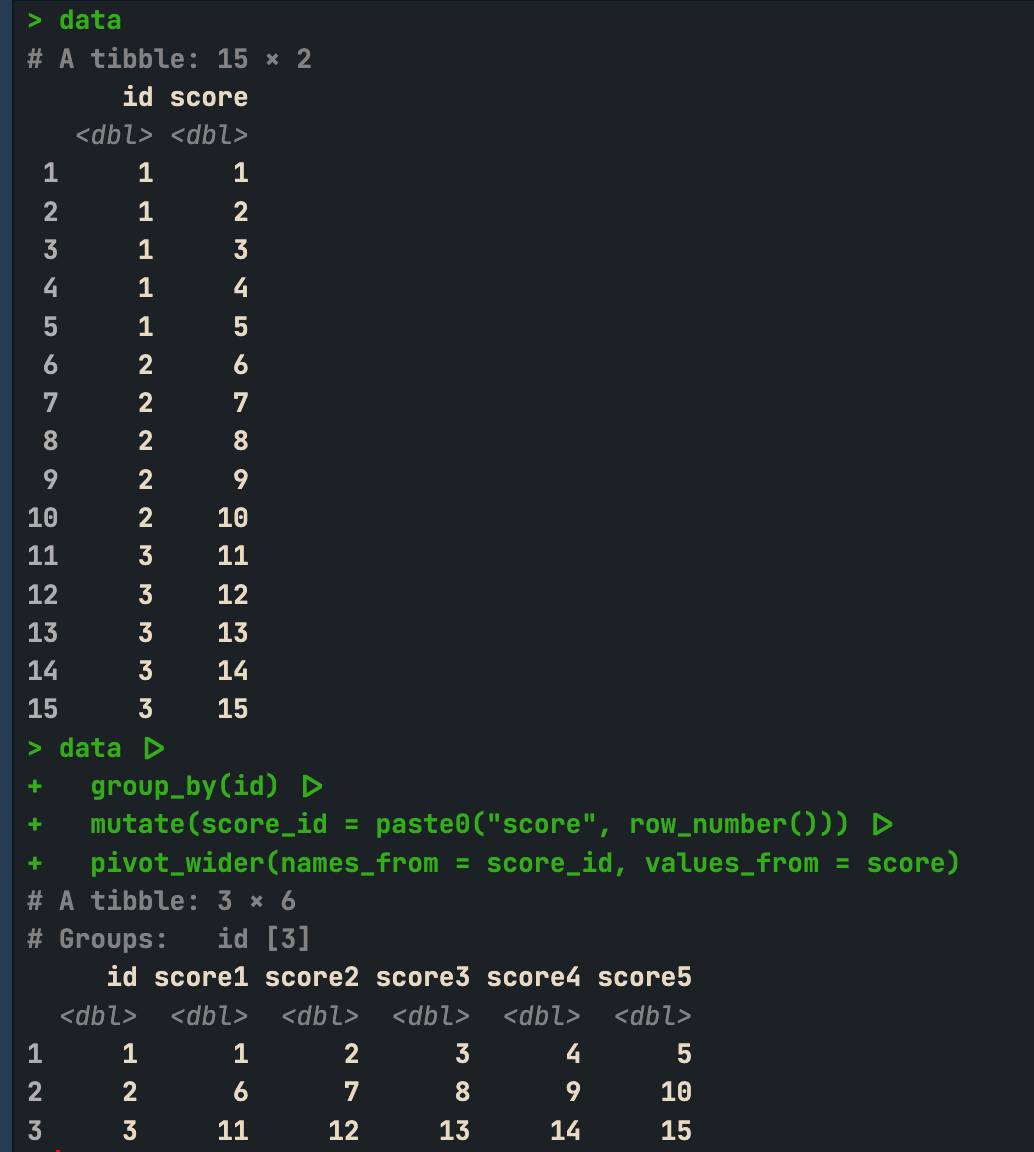 > data
# A tibble: 15 × 2
      id score
   <dbl> <dbl>
 1     1     1
 2     1     2
 3     1     3
 4     1     4
 5     1     5
 6     2     6
 7     2     7
 8     2     8
 9     2     9
10     2    10
11     3    11
12     3    12
13     3    13
14     3    14
15     3    15
> data |>
+   group_by(id) |>
+   mutate(score_id = paste0("score", row_number())) |>
+   pivot_wider(names_from = score_id, values_from = score)
# A tibble: 3 × 6
# Groups:   id [3]
     id score1 score2 score3 score4 score5
  <dbl>  <dbl>  <dbl>  <dbl>  <dbl>  <dbl>
1     1      1      2      3      4      5
2     2      6      7      8      9     10
3     3     11     12     13     14     15